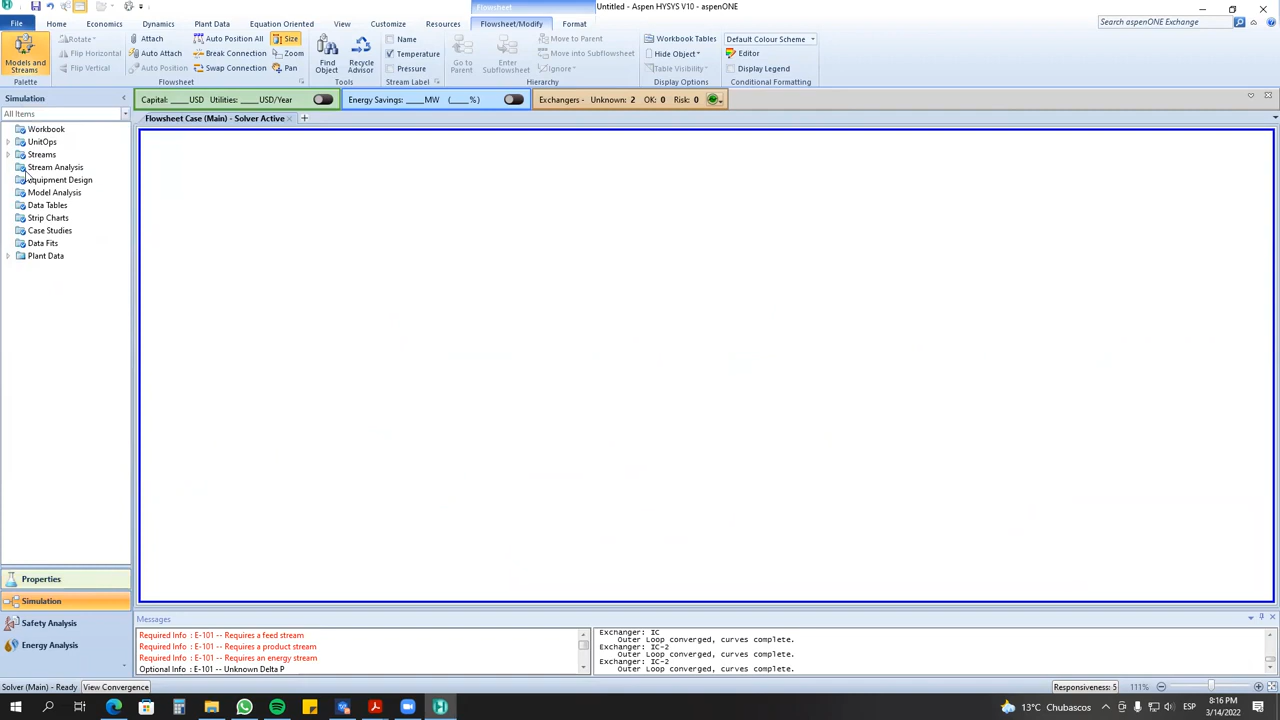 Flowsheet
Untitled - Aspen HYSYS V10 - aspenONE
File Home Economics Dynamics Plant Data Equation Oriented View Customize Resources Flowsheet/Modify Format
Search aspenONE Exchange
Models and Streams
Palette
Rotate
Flip Horizontal
Flip Vertical
Attach
Auto Attach
Auto Position
Auto Position All
Break Connection
Swap Connection
Size
Zoom
Pan
Flowsheet
Find Object
Recycle Advisor
Tools
Name
Temperature
Pressure
Stream Label
Go to Parent
Enter Subflowsheet
Move to Parent
Move into Subflowsheet
Ignore
Hierarchy
Workbook Tables
Hide Object
Table Visibility
Display Options
Default Colour Scheme
Editor
Display Legend
Conditional Formatting
Simulation
Capital: ____USD Utilities: ____USD/Year
Energy Savings: ____MW (____%)
Exchangers - Unknown: 2 OK: 0 Risk: 0
All Items
Flowsheet Case (Main) - Solver Active
Workbook
UnitOps
Streams
Stream Analysis
Equipment Design
Model Analysis
Data Tables
Strip Charts
Case Studies
Data Fits
Plant Data
Properties
Simulation
Safety Analysis
Energy Analysis
Messages
Required Info : E-101 -- Requires a feed stream
Required Info : E-101 -- Requires a product stream
Required Info : E-101 -- Requires an energy stream
Optional Info : E-101 -- Unknown Delta P
Exchanger: IC
Outer Loop converged, curves complete.
Exchanger: IC-2
Outer Loop converged, curves complete.
Exchanger: IC-2
Outer Loop converged, curves complete.
Solver (Main) - Ready View Convergence
Responsiveness: 5 111%
13°C Chubascos
ESP
8:16 PM
3/14/2022